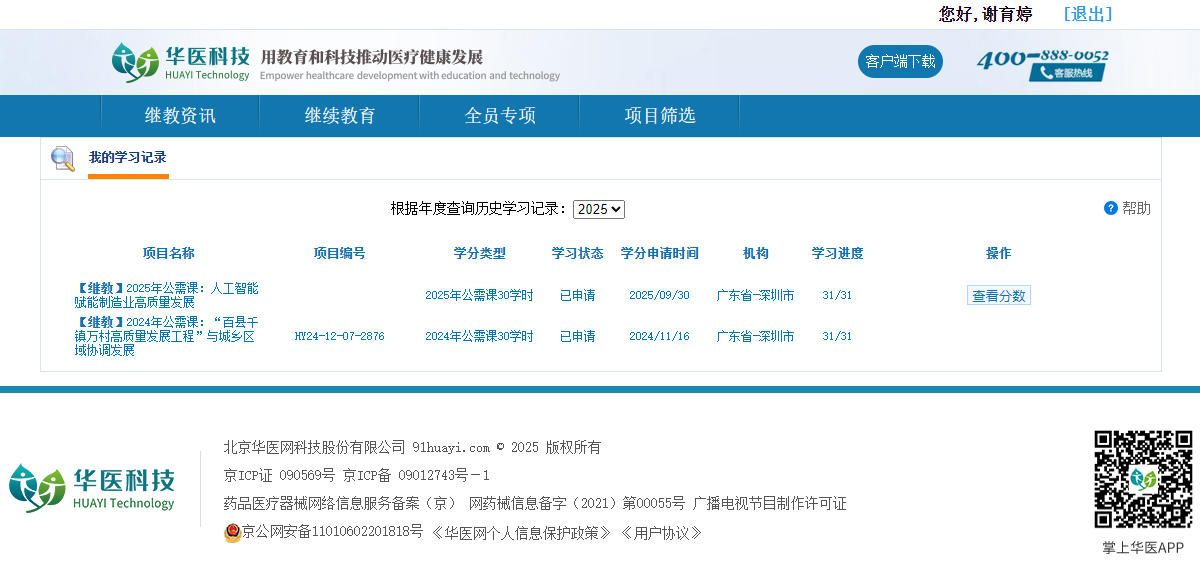 您好,谢育婷 [退出]
华医科技 用教育和科技推动医疗健康发展
HUAYI Technology Empower healthcare development with education and technology
客户端下载
400-888-0052
客服热线
继教资讯 继续教育 全员专项 项目筛选
我的学习记录
根据年度查询历史学习记录： 2025
帮助
项目名称 项目编号 学分类型 学习状态 学分申请时间 机构 学习进度 操作
【继教】2025年公需课：人工智能
赋能制造业高质量发展
2025年公需课30学时 已申请 2025/09/30 广东省-深圳市 31/31 查看分数
【继教】2024年公需课：“百县千
镇万村高质量发展工程”与城乡区
域协调发展
HY24-12-07-2876 2024年公需课30学时 已申请 2024/11/16 广东省-深圳市 31/31
华医科技
HUAYI Technology
北京华医网科技股份有限公司 91huayi.com © 2025 版权所有
京ICP证 090569号 京ICP备 09012743号-1
药品医疗器械网络信息服务备案（京） 网药械信息备字（2021）第00055号 广播电视节目制作许可证
京公网安备11010602201818号 《华医网个人信息保护政策》 《用户协议》
掌上华医APP